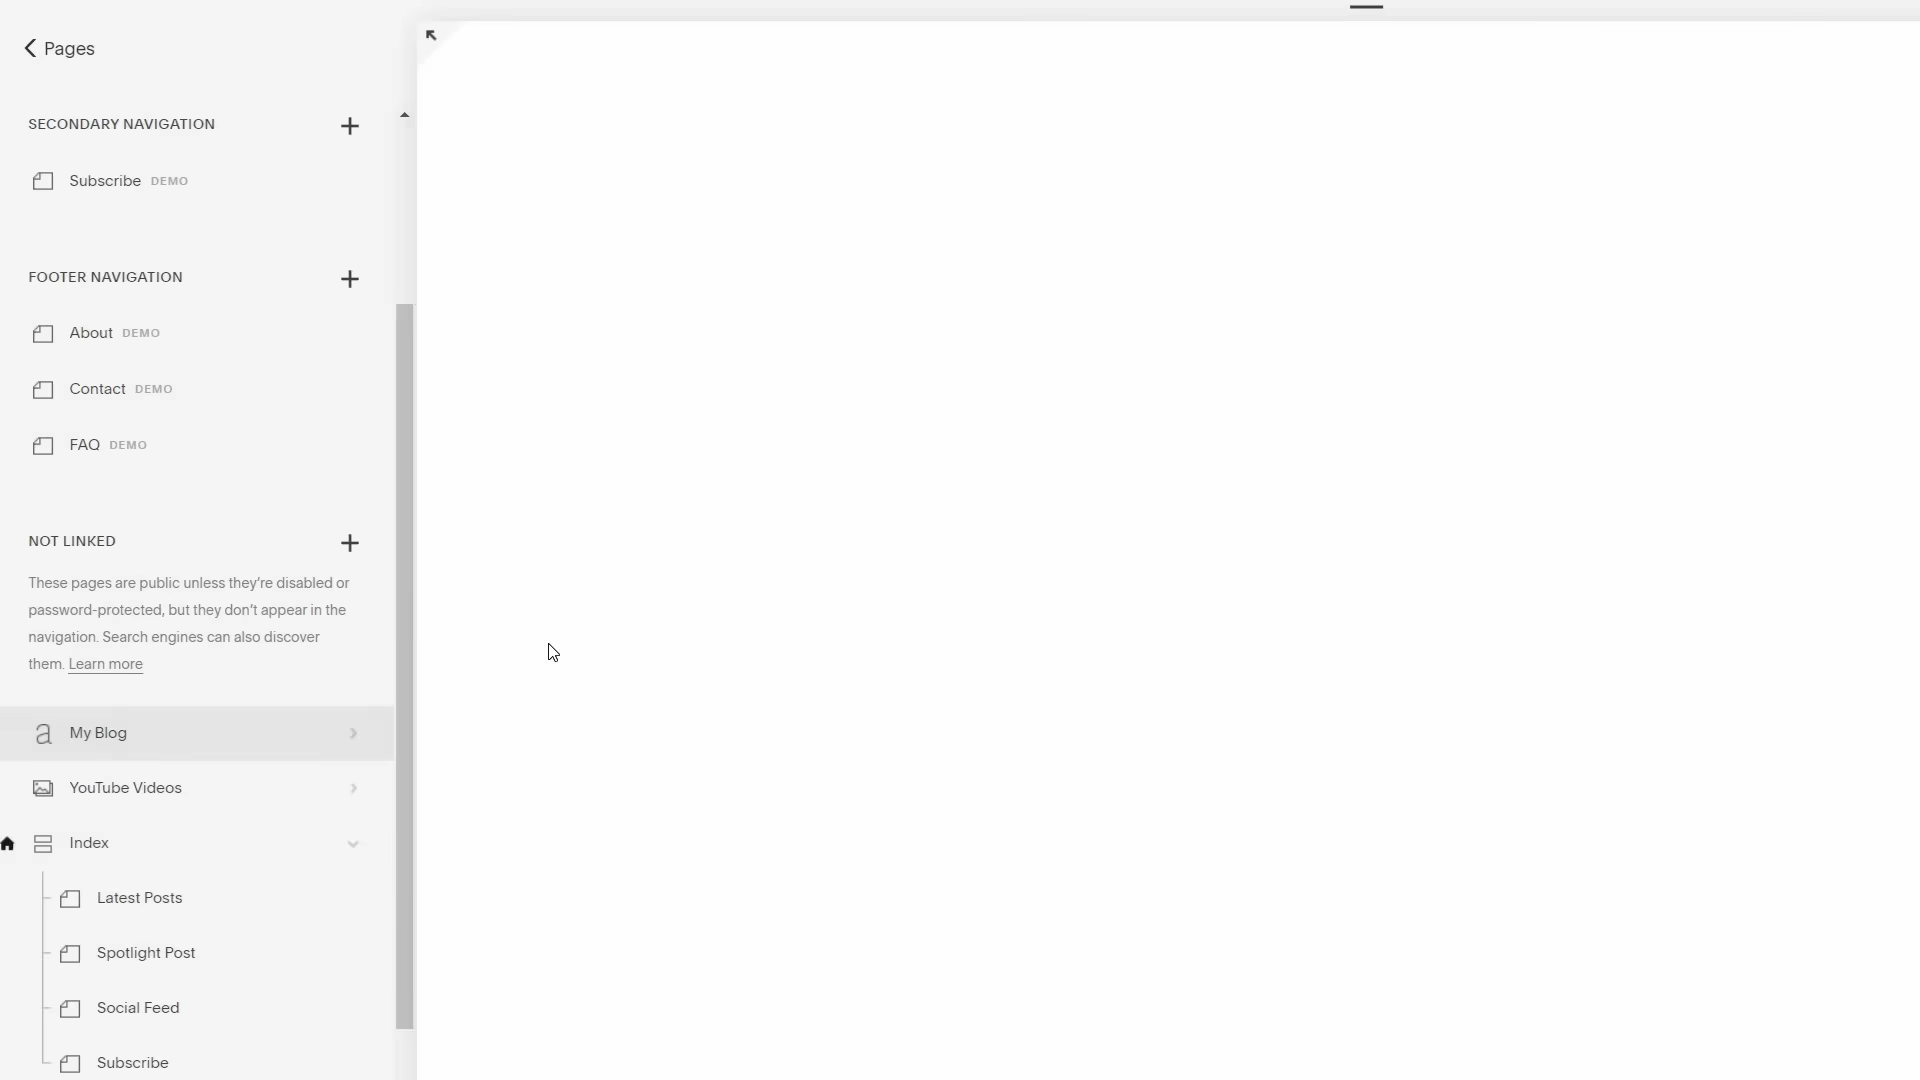 Pages
SECONDARY NAVIGATION
Subscribe DEMO
FOOTER NAVIGATION
About DEMO
Contact DEMO
FAQ DEMO
NOT LINKED
These pages are public unless they’re disabled or
password-protected, but they don’t appear in the
navigation. Search engines can also discover
them. Learn more
My Blog
YouTube Videos
Index
Latest Posts
Spotlight Post
Social Feed
Subscribe